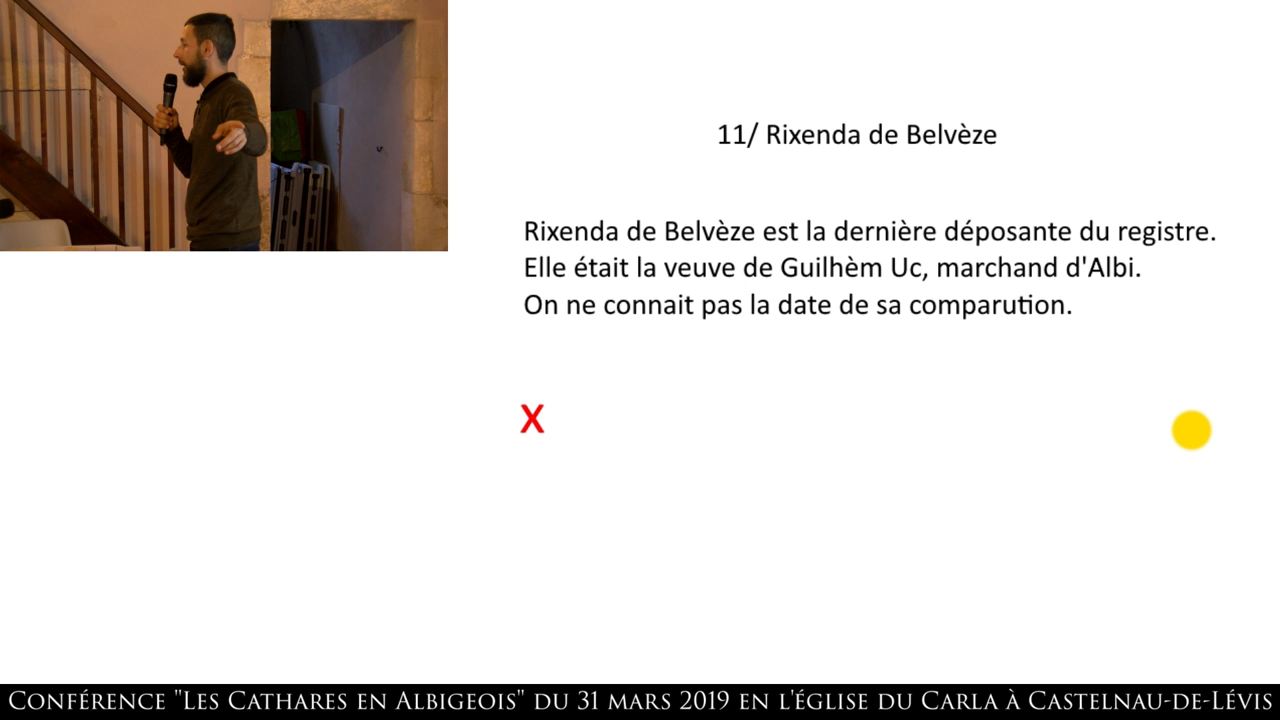 11/ Rixenda de Belvèze
Rixenda de Belvèze est la dernière déposante du registre.
Elle était la veuve de Guilhèm Uc, marchand d'Albi.
On ne connait pas la date de sa comparution.
X
Conférence "Les Cathares en Albigeois" du 31 mars 2019 en l'église du Carla à Castelnau-de-Lévis